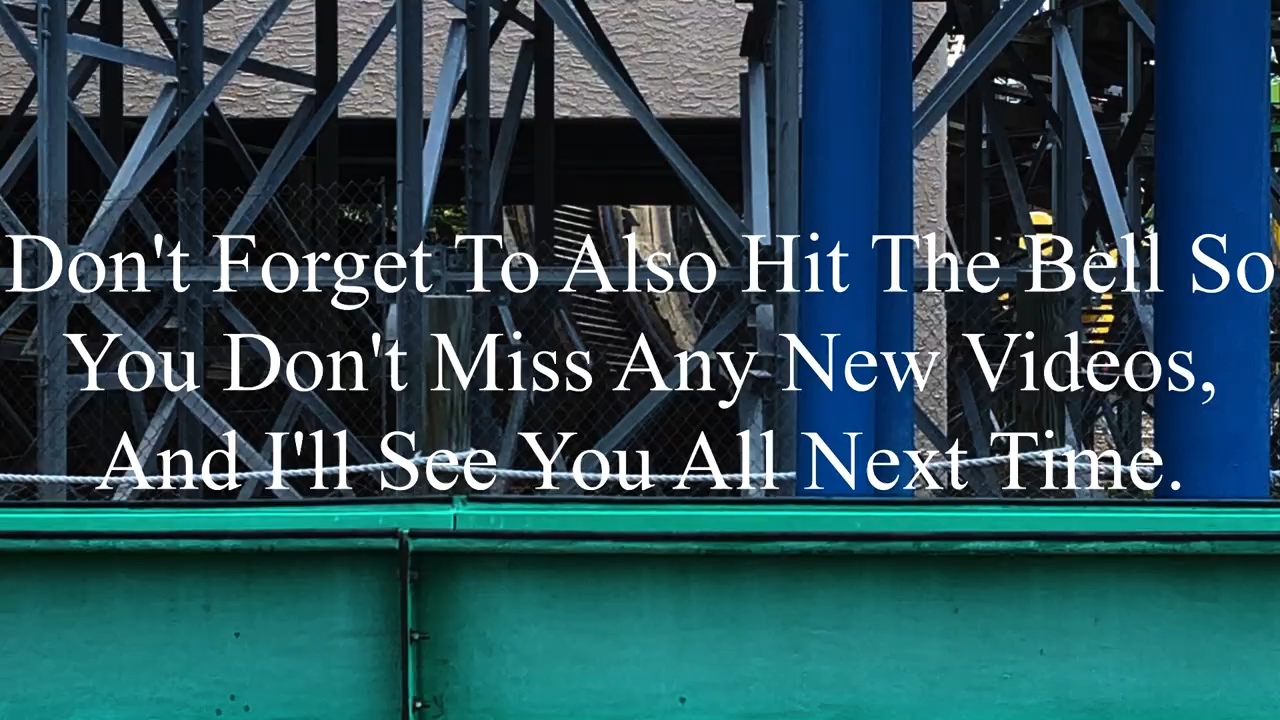 Don't Forget To Also Hit The Bell So
You Don't Miss Any New Videos,
And I'll See You All Next Time.